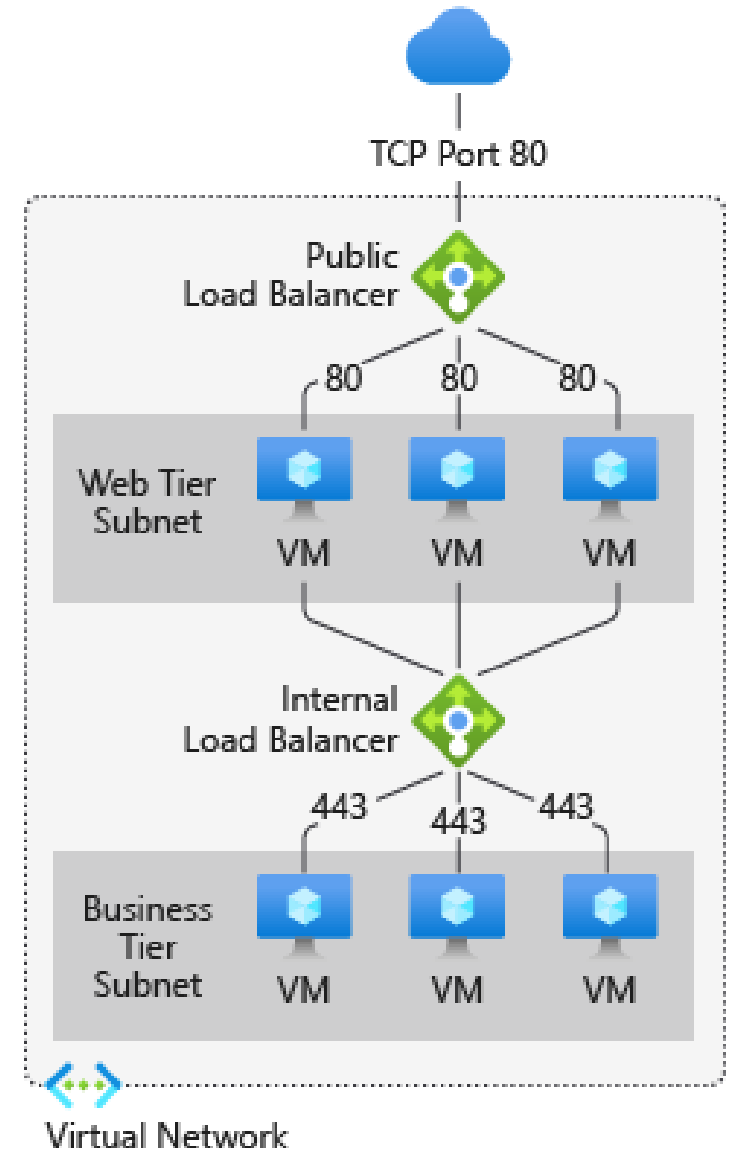 TCP Port 80
Public
Load Balancer
80
80
80
Web Tier
Subnet
VM
VM
VM
Internal
Load Balancer
443
443
443
Business
Tier
Subnet
VM
VM
VM
Virtual Network